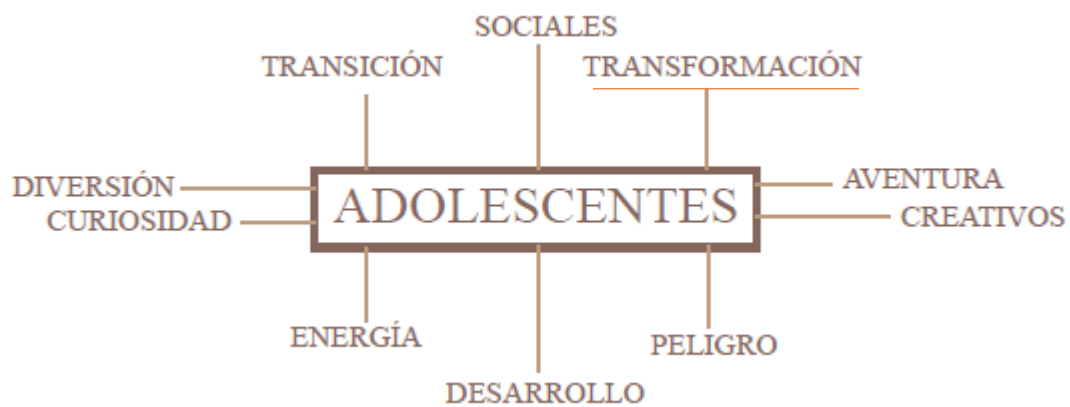 SOCIALES
TRANSICIÓN
TRANSFORMACIÓN
DIVERSIÓN
AVENTURA
CURIOSIDAD
ADOLESCENTES
CREATIVOS
ENERGÍA
PELIGRO
DESARROLLO